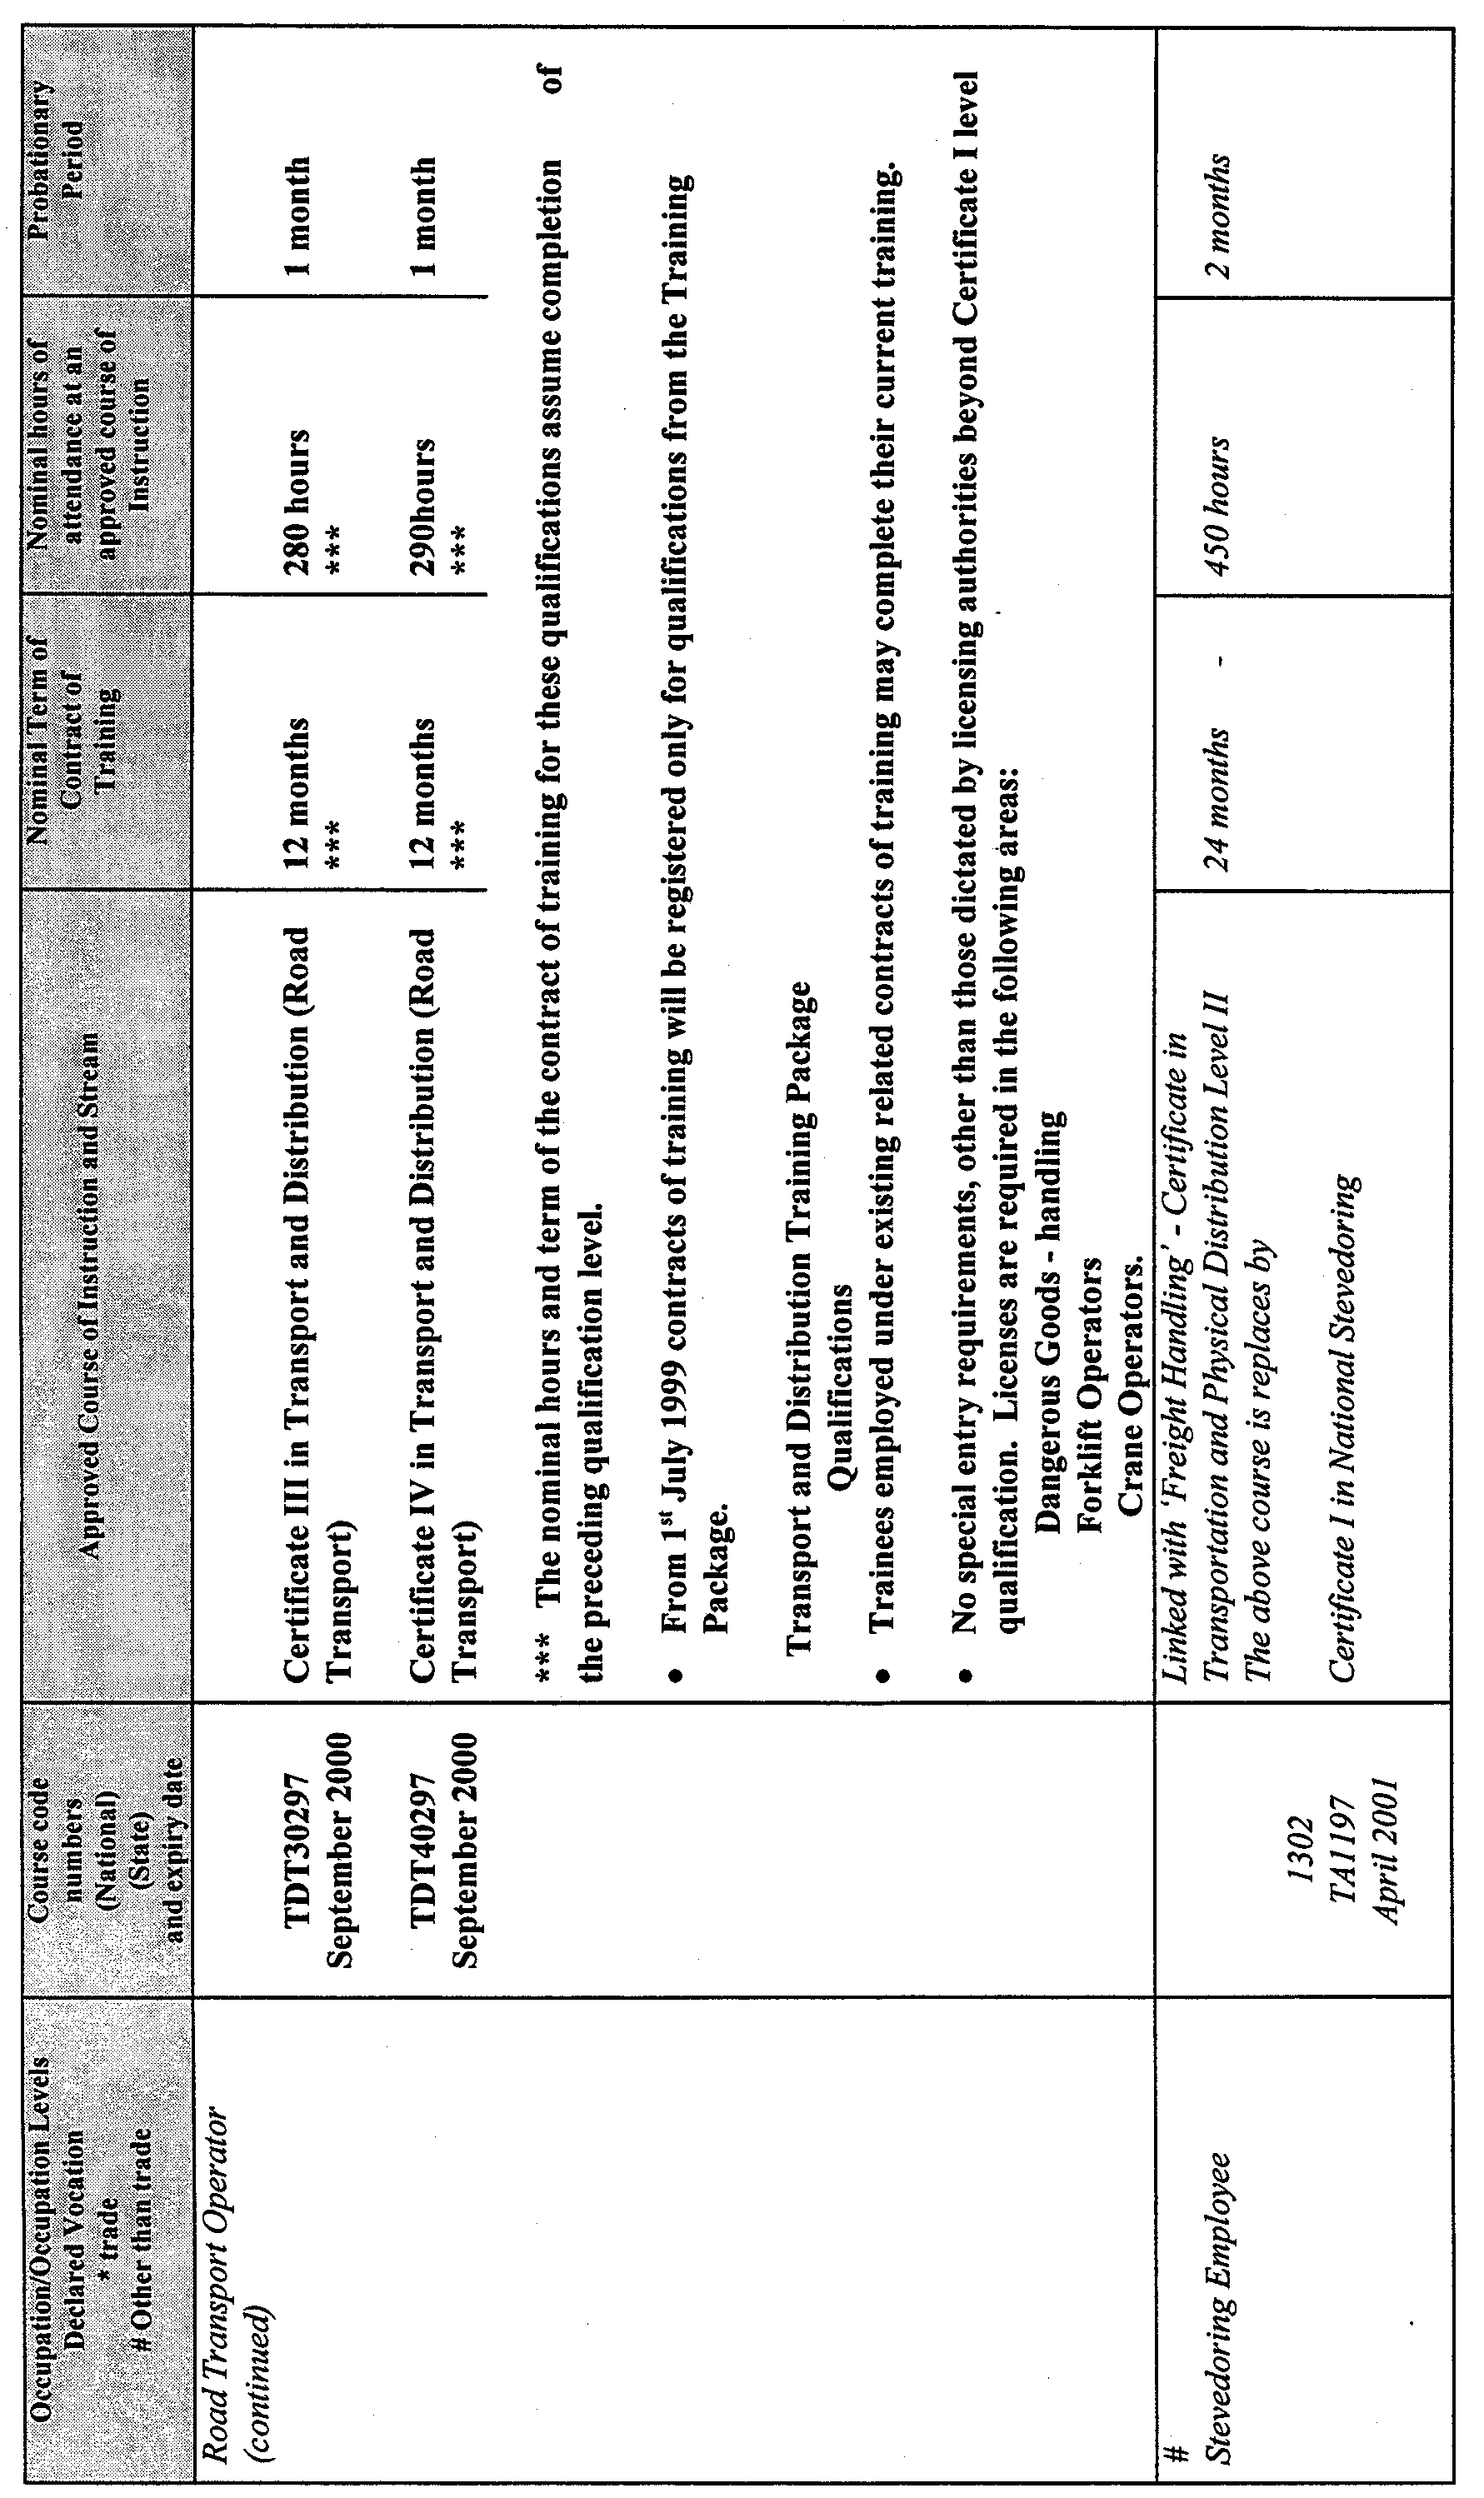 Occupation/Occupation Levels
Declared Vocation
* trade
# Other than trade
Course code
numbers
(National)
(State)
and expiry date
Approved Course of Instruction and Stream
Nominal Term of
Contract of
Training
Nominal hours of
attendance at an
approved course of
Instruction
Probationary
Period
Road Transport Operator
(continued)
TDT30297
September 2000
Certificate III in Transport and Distribution (Road
Transport)
12 months
***
280 hours
***
1 month
TDT40297
September 2000
Certificate IV in Transport and Distribution (Road
Transport)
12 months
***
290hours
***
1 month
*** The nominal hours and term of the contract of training for these qualifications assume completion of
the preceding qualification level.
• From 1st July 1999 contracts of training will be registered only for qualifications from the Training
Package.
Transport and Distribution Training Package
Qualifications
• Trainees employed under existing related contracts of training may complete their current training.
• No special entry requirements, other than those dictated by licensing authorities beyond Certificate I level
qualification. Licenses are required in the following areas:
Dangerous Goods - handling
Forklift Operators
Crane Operators.
#
Stevedoring Employee
Linked with 'Freight Handling' - Certificate in
Transportation and Physical Distribution Level II
The above course is replaces by
24 months -
450 hours
2 months
1302
TA1197
April 2001
Certificate I in National Stevedoring